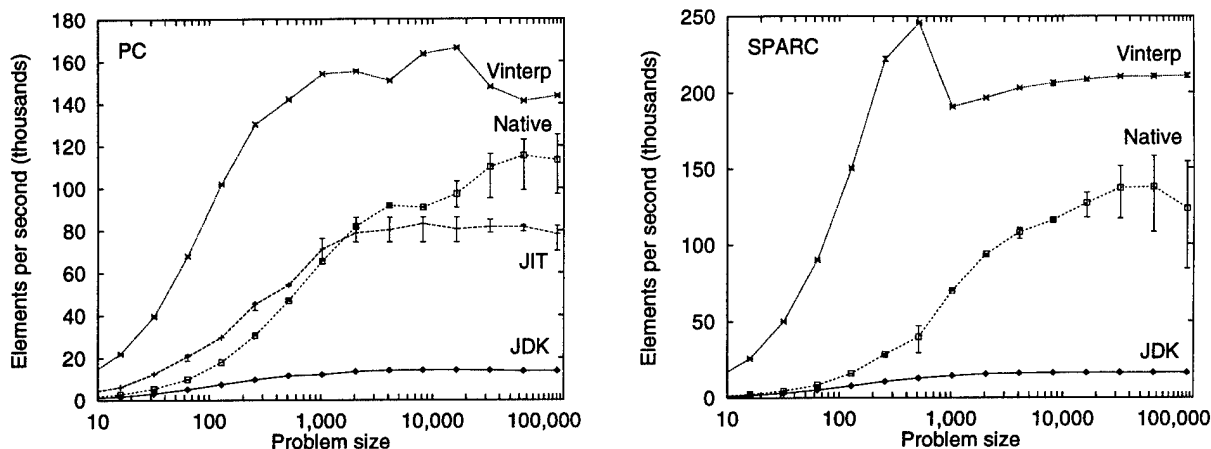 Elements per second (thousands)
180
160
140
120
100
80
60
40
20
0
PC
Vinterp
Native
JIT
JDK
10
100
1,000
10,000
100,000
Problem size
Elements per second (thousands)
250
200
150
100
50
0
SPARC
Vinterp
Native
JDK
10
100
1,000
10,000
100,000
Problem size